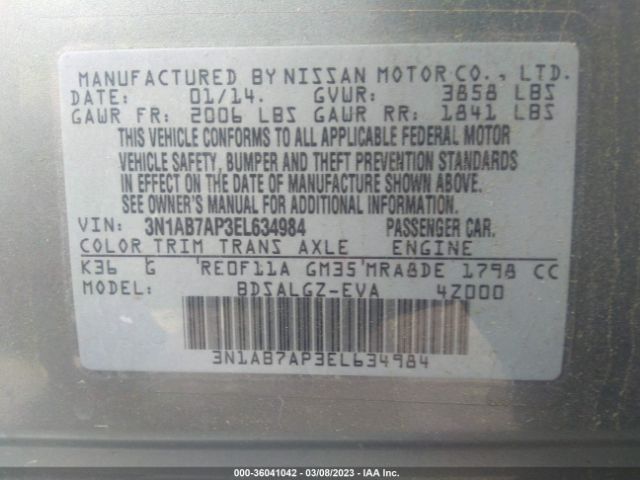 MANUFACTURED BY NISSAN MOTOR CO., LTD.
DATE: 01/14. GVWR: 3858 LBS
GAWR FR: 2006 LBS GAWR RR: 1841 LBS
THIS VEHICLE CONFORMS TO ALL APPLICABLE FEDERAL MOTOR
VEHICLE SAFETY, BUMPER AND THEFT PREVENTION STANDARDS
IN EFFECT ON THE DATE OF MANUFACTURE SHOWN ABOVE.
SEE OWNER'S MANUAL FOR ADDITIONAL INFORMATION.
VIN: 3N1AB7AP3EL634984 PASSENGER CAR.
COLOR TRIM TRANS AXLE ENGINE
K36 G 'RE0F11A GM35'MRA8DE 1798 CC
MODEL: BDSALGZ-EVA 4Z000
3N1AB7AP3EL634984
000-36041042 - 03/08/2023 - IAA Inc.